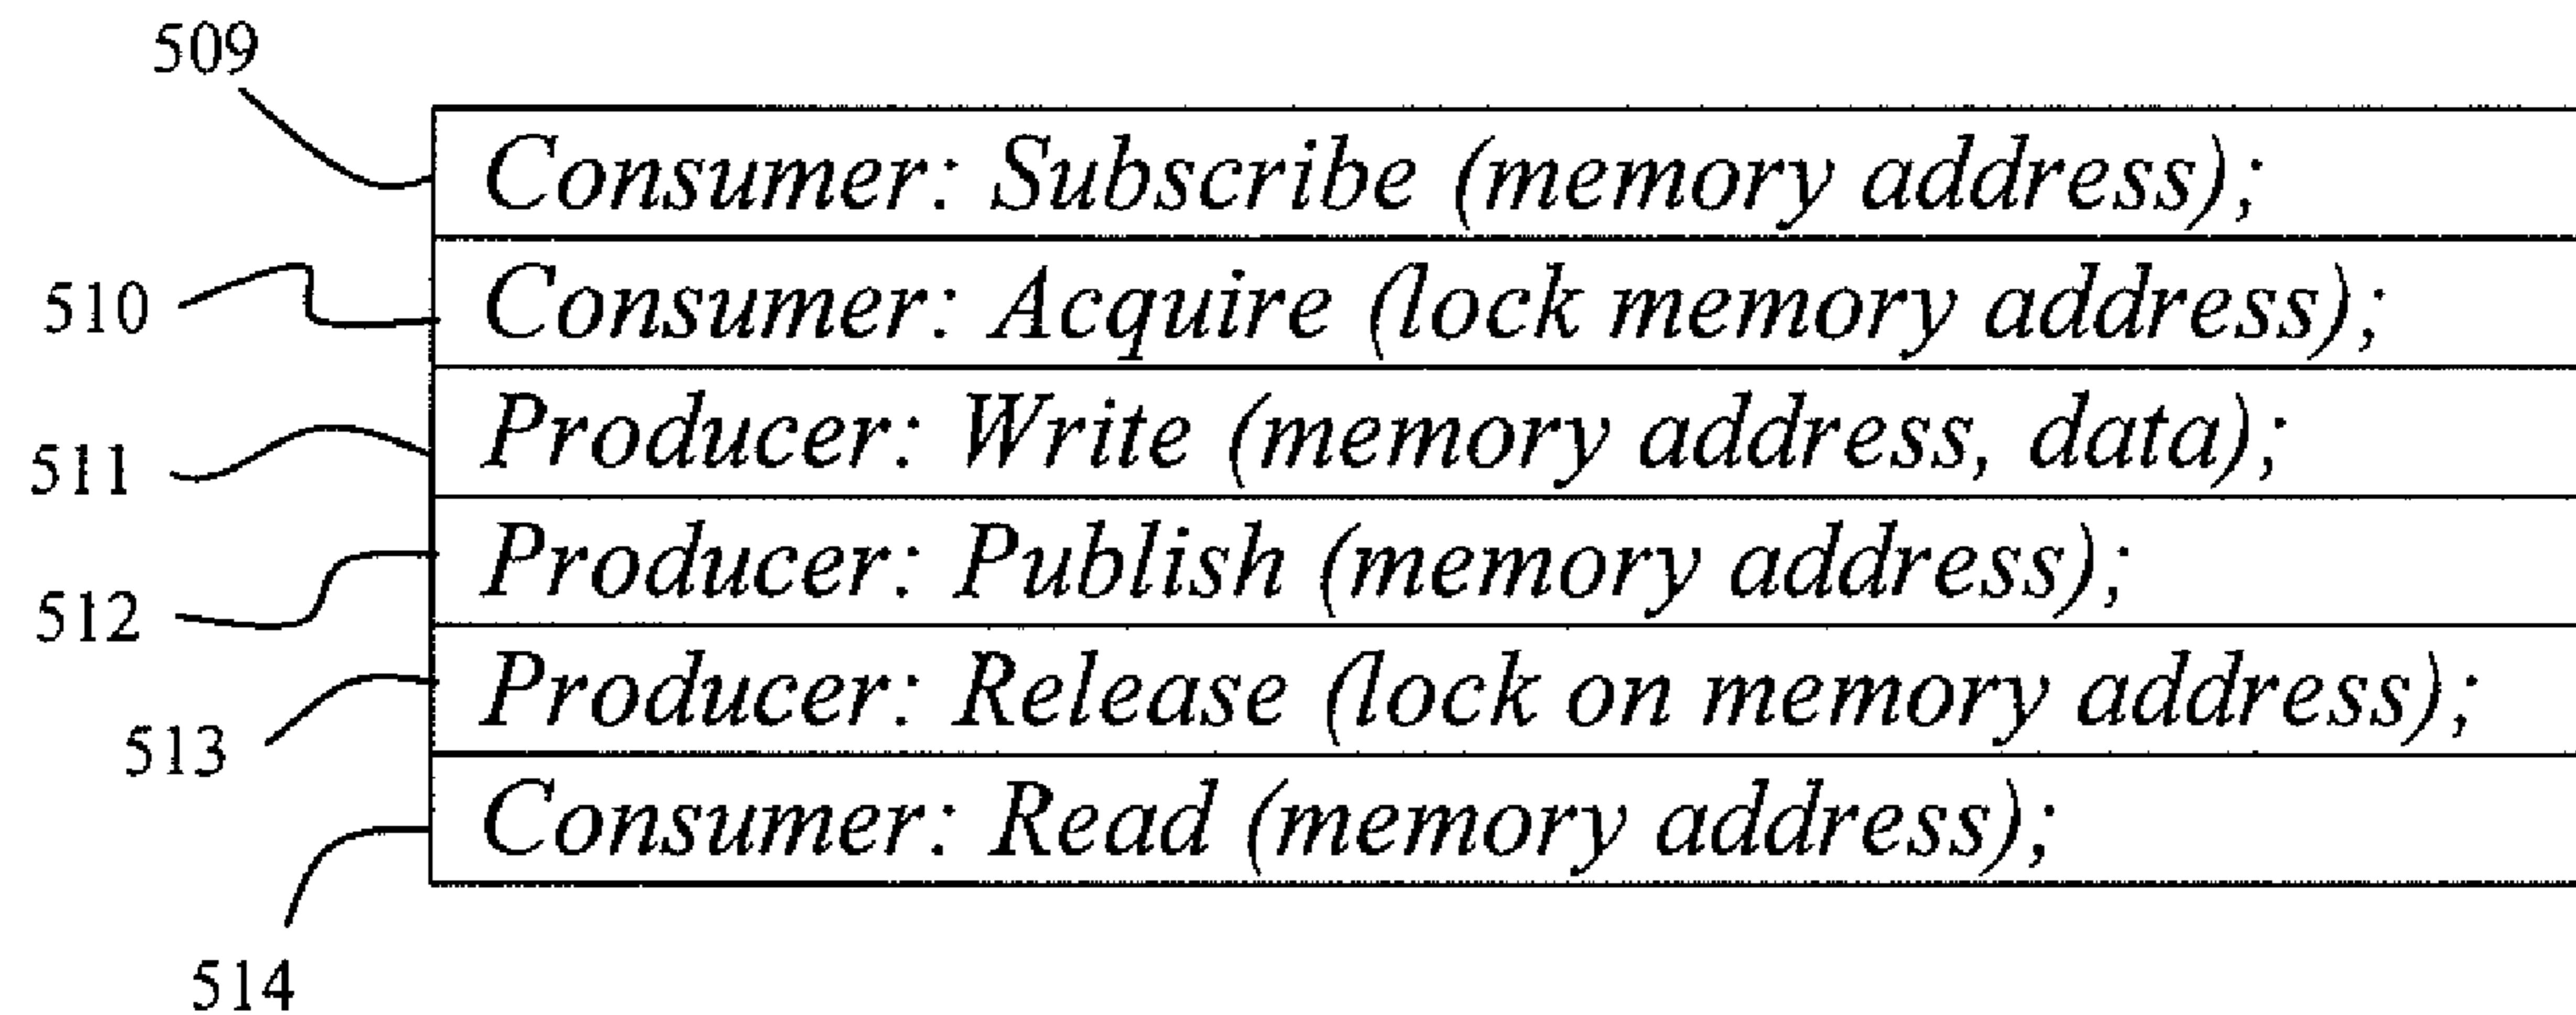 509
Consumer: Subscribe (memory address);
510
Consumer: Acquire (lock memory address);
511
Producer: Write (memory address, data);
512
Producer: Publish (memory address);
513
Producer: Release (lock on memory address);
514
Consumer: Read (memory address);